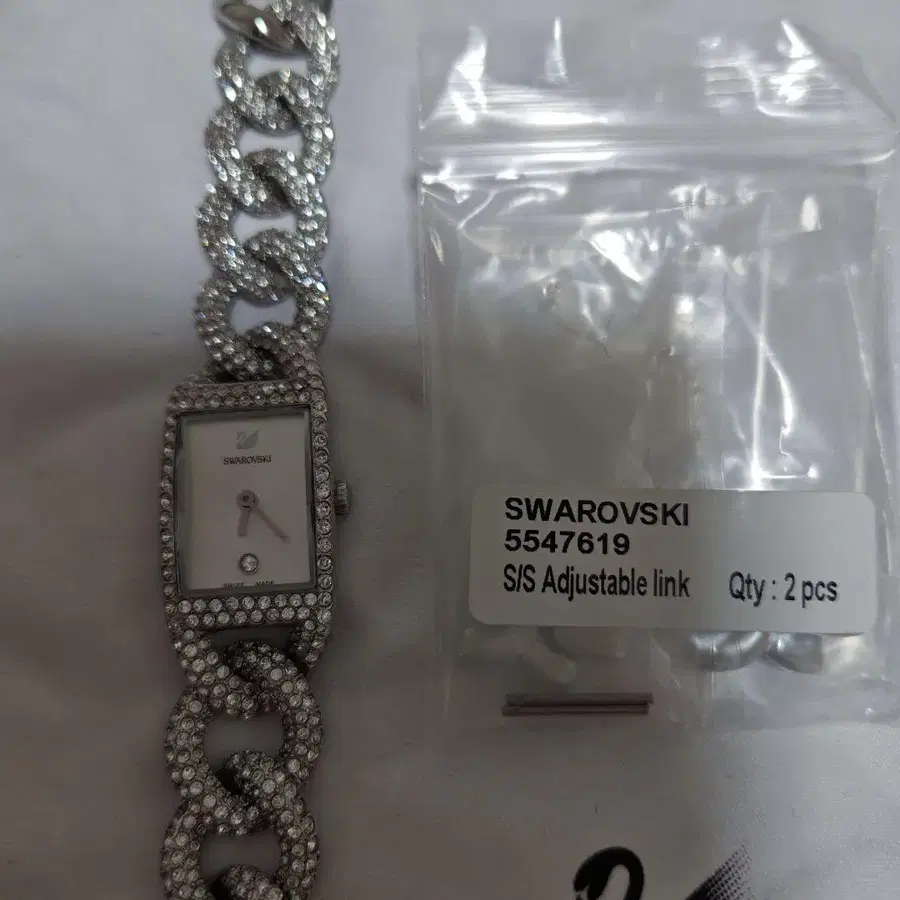 SWAROVSKI
SWISS MADE
SWAROVSKI
5547619
S/S Adjustable link Qty : 2 pcs